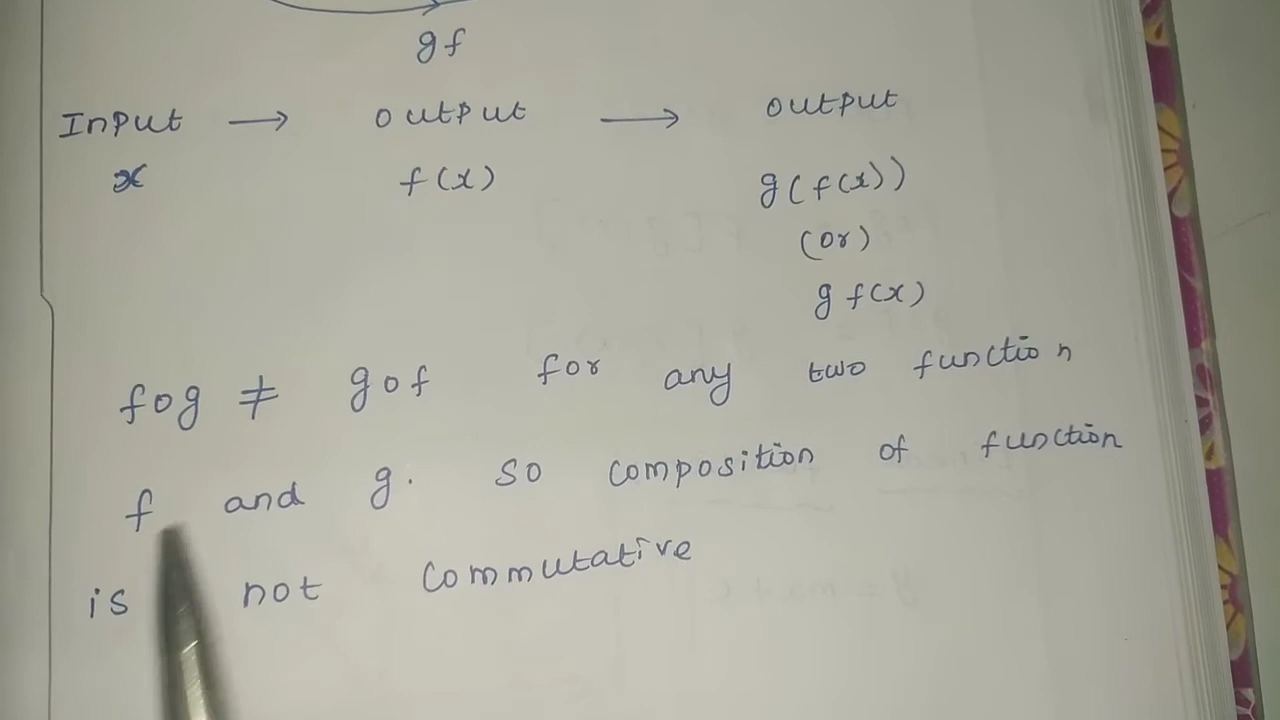 gf
Input → output → output
x f(x) g(f(x))
(or)
g f(x)
fog ≠ gof for any two function
f and g. so composition of function
is not commutative